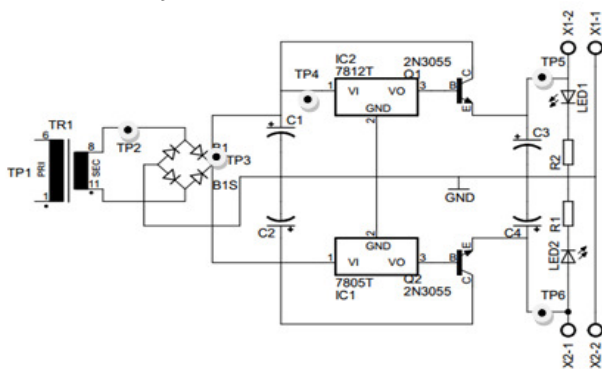 X1-2
X1-1
IC2
7812T
2N3055
Q1
TP4
TP5
1
VI
VO
3
B
C
E
GND
2
LED1
C1
C3
R2
TR1
6
8
TP2
B1
TP3
TP1
PRI
SEC
1
11
B1S
GND
C2
C4
R1
GND
2
LED2
1
VI
VO
3
B
E
C
7805T
IC1
Q2
2N3055
TP6
X2-1
X2-2